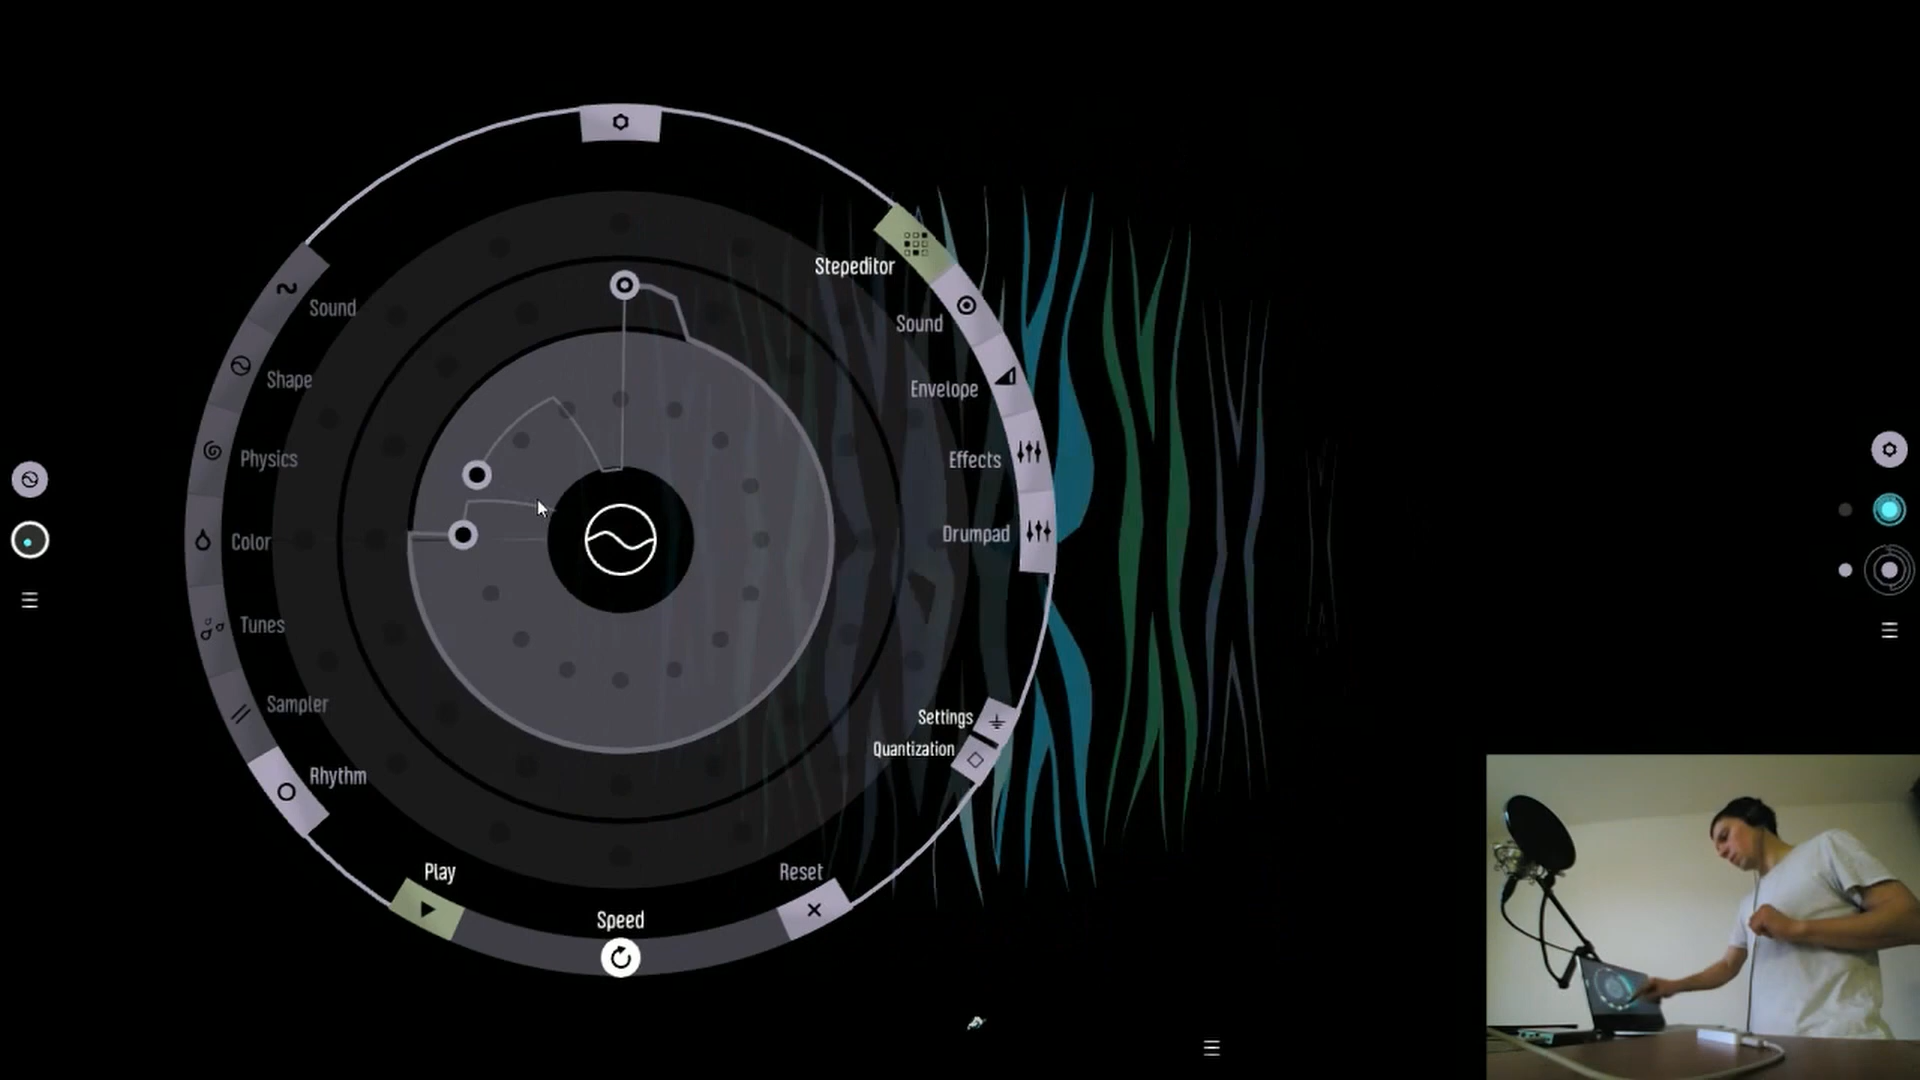 Stepeditor
Sound
Sound
Shape
Envelope
Physics
Effects
Color
Drumpad
Tunes
Sampler
Settings
Quantization
Rhythm
Play
Reset
Speed